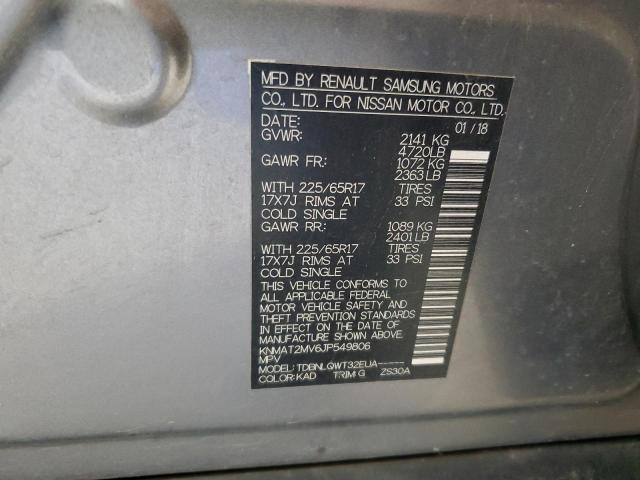 MFD BY RENAULT SAMSUNG MOTORS
CO., LTD. FOR NISSAN MOTOR CO., LTD.
DATE: 01/18
GVWR: 2141 KG
4720LB
GAWR FR: 1072 KG
2363 LB
WITH 225/65R17 TIRES
17X7J RIMS AT 33 PSI
COLD SINGLE
GAWR RR: 1089 KG
2401 LB
WITH 225/65R17 TIRES
17X7J RIMS AT 33 PSI
COLD SINGLE
THIS VEHICLE CONFORMS TO
ALL APPLICABLE FEDERAL
MOTOR VEHICLE SAFETY AND
THEFT PREVENTION STANDARDS
IN EFFECT ON THE DATE OF
MANUFACTURE SHOWN ABOVE.
KNMAT2MV6JP549806
MPV
MODEL: TDBNLQWT32EUA-----
COLOR: KAD TRIM: G ZS30A